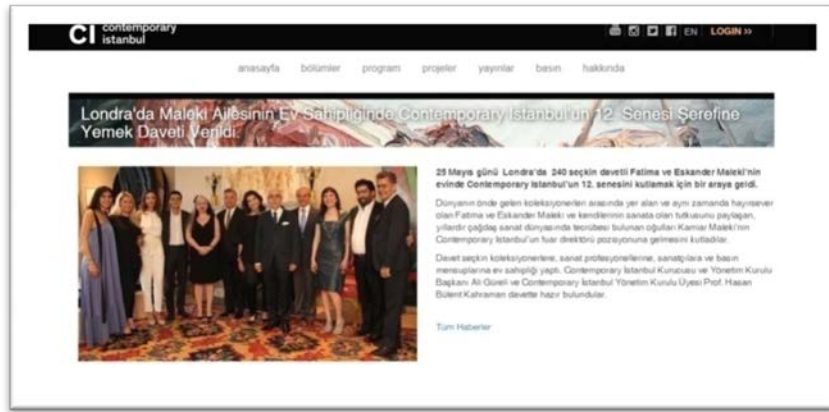 CI contemporary
istanbul
EN LOGIN »
anasayfa bölümler program projeler yayınlar basın hakkında
Londra'da Maleki Ailesinin Ev Sahipliğinde Contemporary Istanbul'un 12. Senesi Şerefine
Yemek Daveti Verildi.
25 Mayıs günü Londra'da 240 seçkin davetli Fatima ve Eskander Maleki'nin
evinde Contemporary Istanbul'un 12. senesini kutlamak için bir araya geldi.
Dünyanın önde gelen koleksiyonerleri arasında yer alan ve aynı zamanda hayırsever
olan Fatima ve Eskander Maleki ve kendilerinin sanata olan tutkusunu paylaşan,
yıllardır çağdaş sanat dünyasında tecrübesi bulunan oğulları Kamiar Maleki'nin
Contemporary Istanbul'un fuar direktörü pozisyonuna gelmesini kutladılar.
Davet seçkin koleksiyonerlere, sanat profesyonellerine, sanatçılara ve basın
mensuplarına ev sahipliği yaptı. Contemporary İstanbul Kurucusu ve Yönetim Kurulu
Başkanı Ali Güreli ve Contemporary İstanbul Yönetim Kurulu Üyesi Prof. Hasan
Bülent Kahraman davette hazır bulundular.
Tüm Haberler